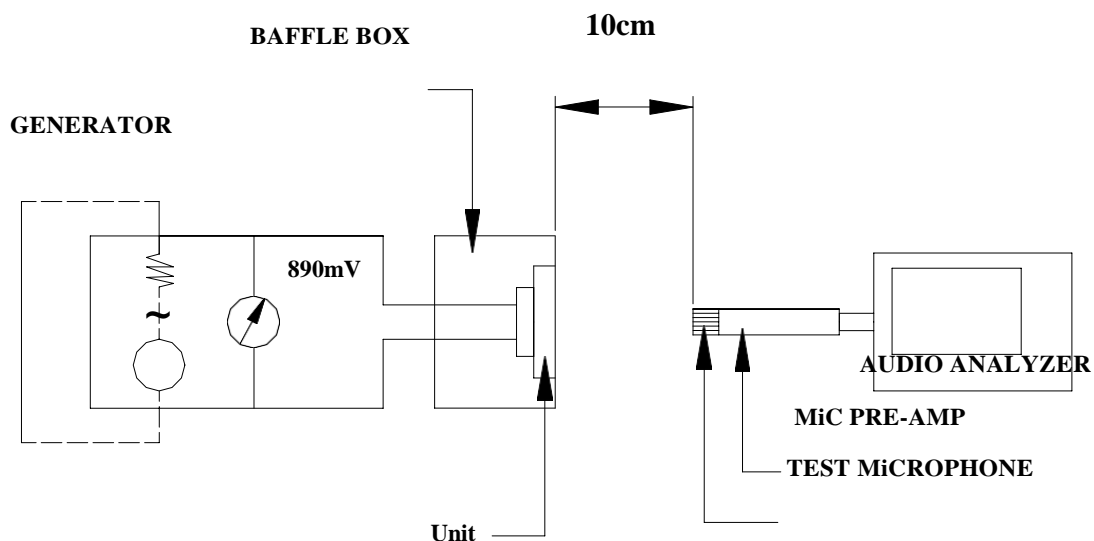 10cm
BAFFLE BOX
GENERATOR
890mV
~
AUDIO ANALYZER
MiC PRE-AMP
TEST MiCROPHONE
Unit